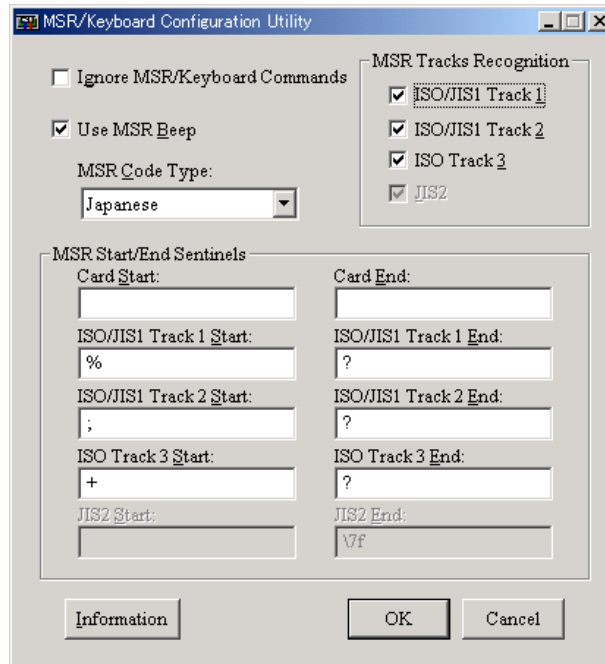 MSR/Keyboard Configuration Utility
Ignore MSR/Keyboard Commands
Use MSR Beep
MSR Code Type:
Japanese
MSR Tracks Recognition
ISO/JIS1 Track 1
ISO/JIS1 Track 2
ISO Track 3
JIS2
MSR Start/End Sentinels
Card Start:
Card End:
ISO/JIS1 Track 1 Start:
ISO/JIS1 Track 1 End:
%
?
ISO/JIS1 Track 2 Start:
ISO/JIS1 Track 2 End:
;
?
ISO Track 3 Start:
ISO Track 3 End:
+
?
JIS2 Start:
JIS2 End:
\7f
Information
OK
Cancel